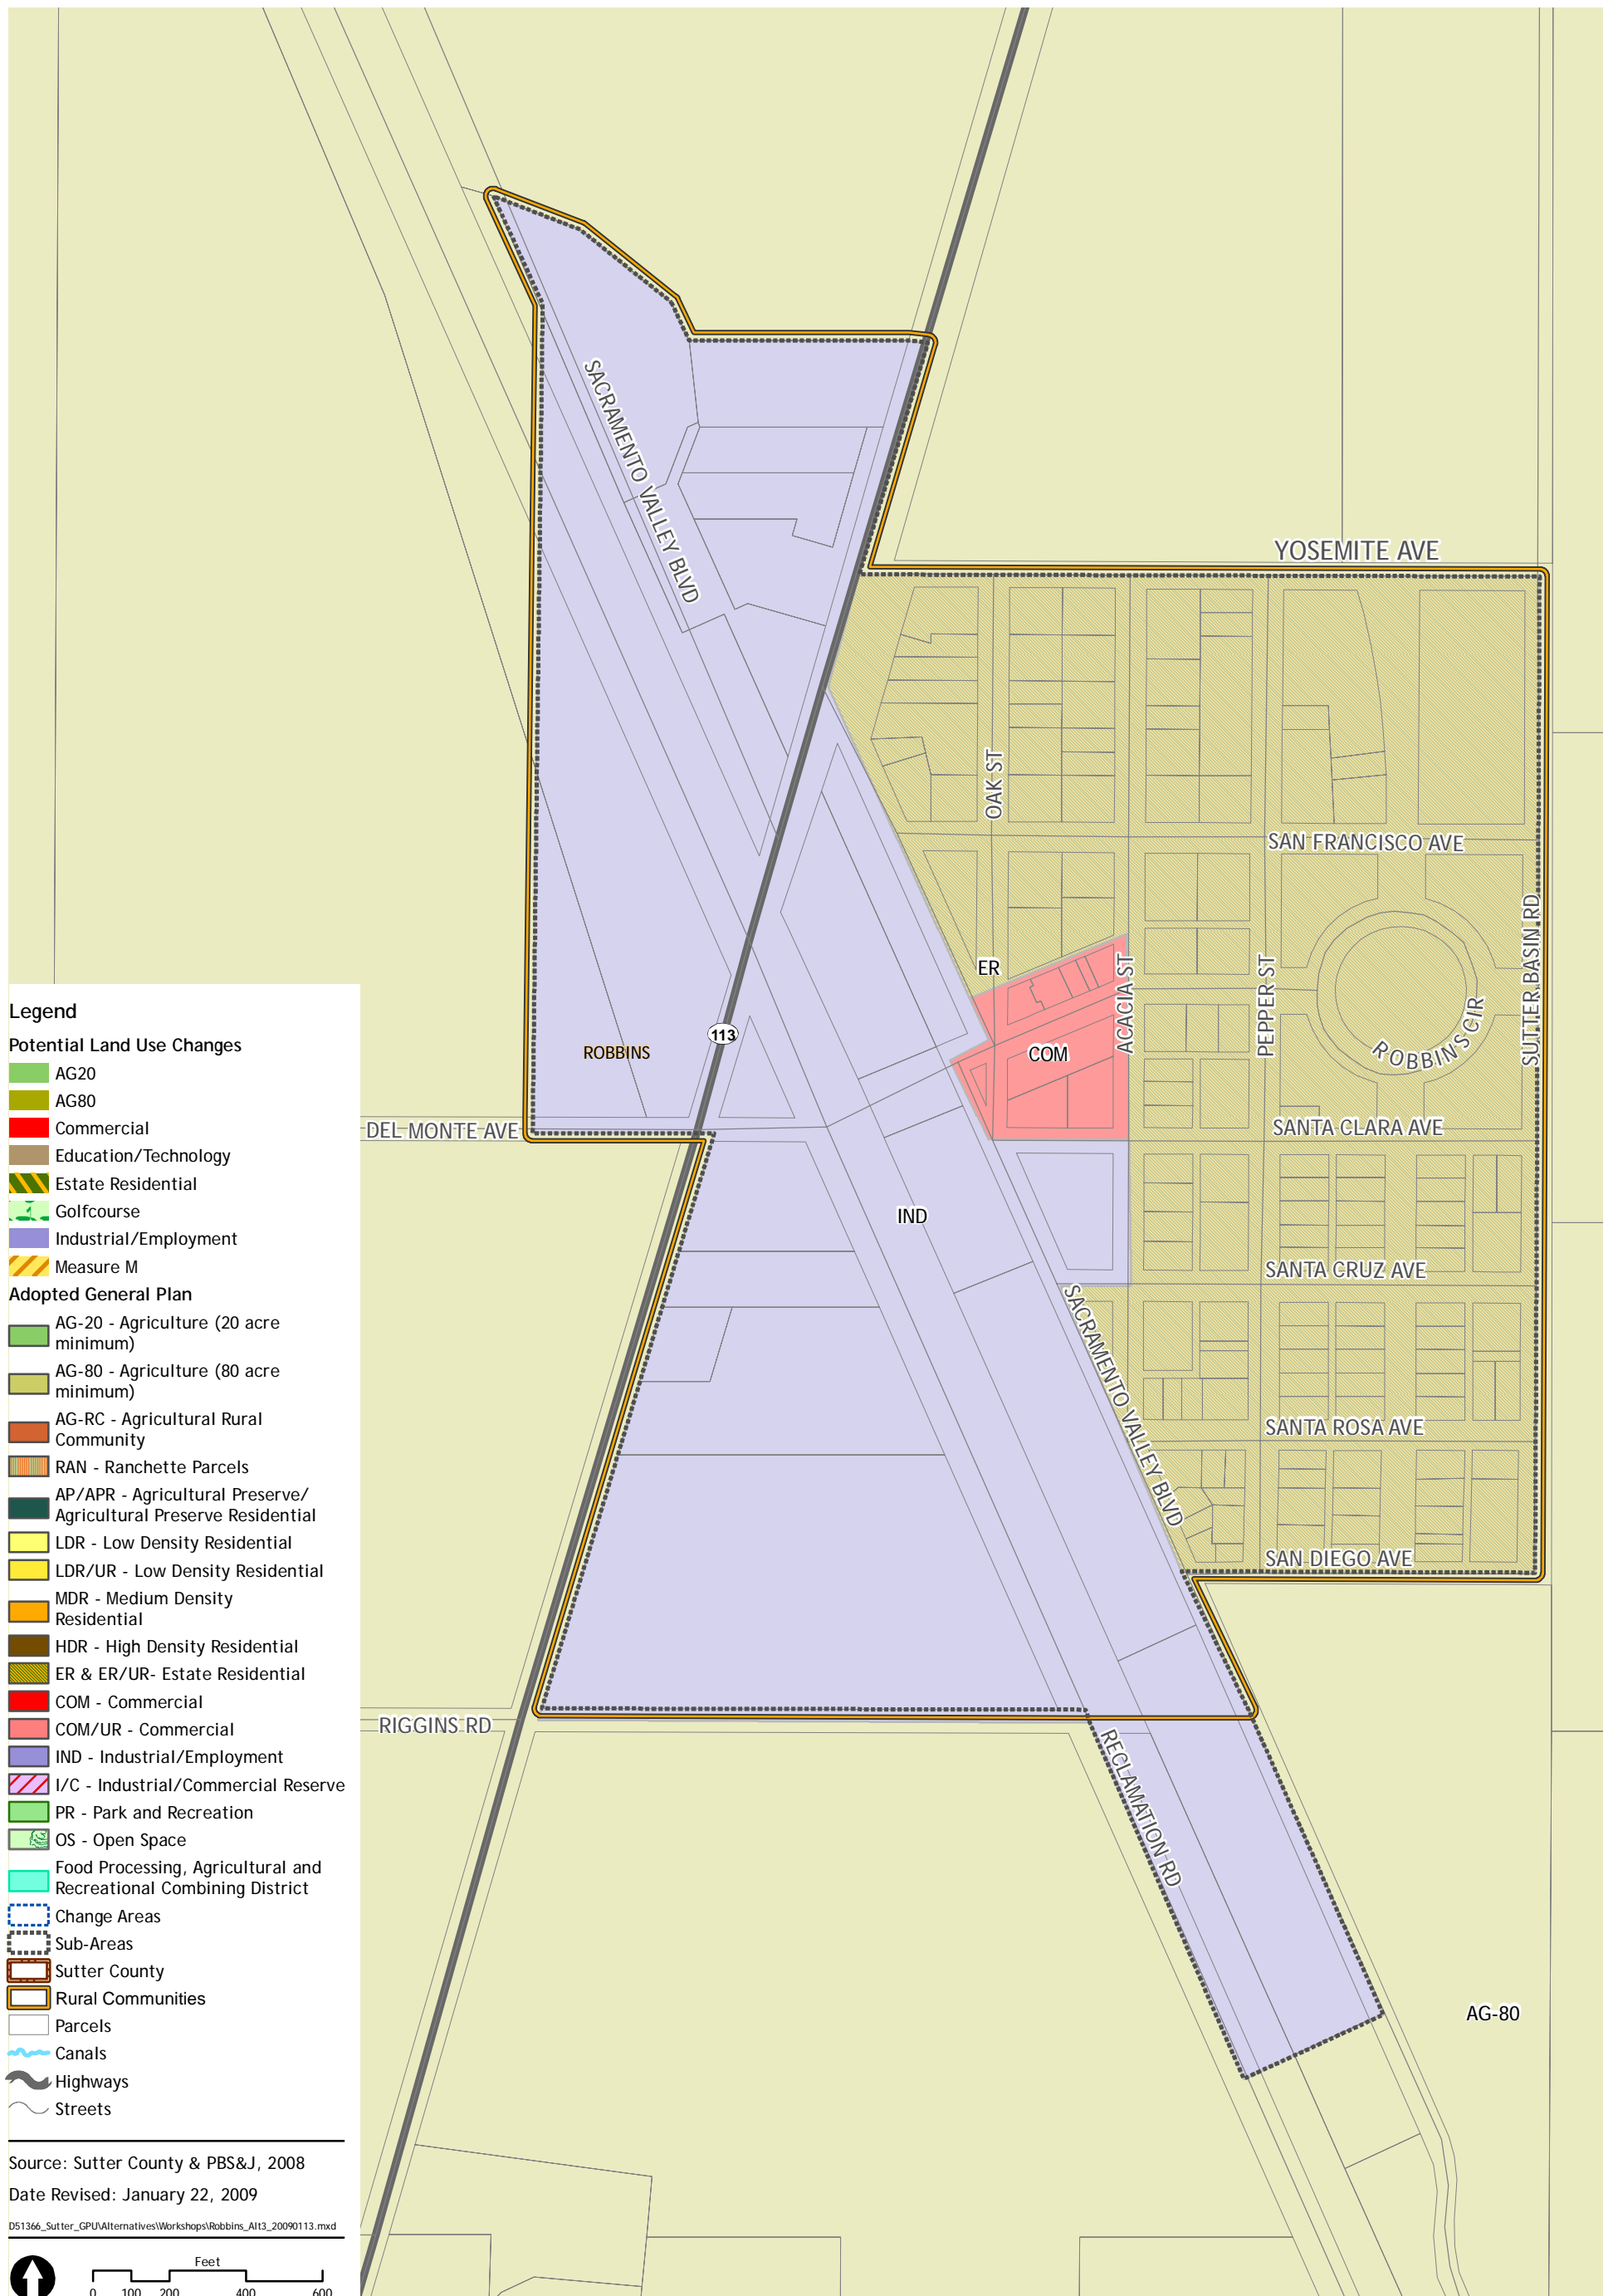 SACRAMENTO VALLEY BLVD
YOSEMITE AVE
OAK ST
SAN FRANCISCO AVE
SUTTER BASIN RD
ER
ACACIA ST
PEPPER ST
ROBBINS CIR
113
ROBBINS
COM
DEL MONTE AVE
SANTA CLARA AVE
IND
SANTA CRUZ AVE
SACRAMENTO VALLEY BLVD
SANTA ROSA AVE
SAN DIEGO AVE
RIGGINS RD
RECLAMATION RD
AG-80
Legend
Potential Land Use Changes
AG20
AG80
Commercial
Education/Technology
Estate Residential
Golfcourse
Industrial/Employment
Measure M
Adopted General Plan
AG-20 - Agriculture (20 acre
minimum)
AG-80 - Agriculture (80 acre
minimum)
AG-RC - Agricultural Rural
Community
RAN - Ranchette Parcels
AP/APR - Agricultural Preserve/
Agricultural Preserve Residential
LDR - Low Density Residential
LDR/UR - Low Density Residential
MDR - Medium Density
Residential
HDR - High Density Residential
ER & ER/UR- Estate Residential
COM - Commercial
COM/UR - Commercial
IND - Industrial/Employment
I/C - Industrial/Commercial Reserve
PR - Park and Recreation
OS - Open Space
Food Processing, Agricultural and
Recreational Combining District
Change Areas
Sub-Areas
Sutter County
Rural Communities
Parcels
Canals
Highways
Streets
Source: Sutter County & PBS&J, 2008
Date Revised: January 22, 2009
D51366_Sutter_GPU\Alternatives\Workshops\Robbins_Alt3_20090113.mxd
Feet
0 100 200 400 600